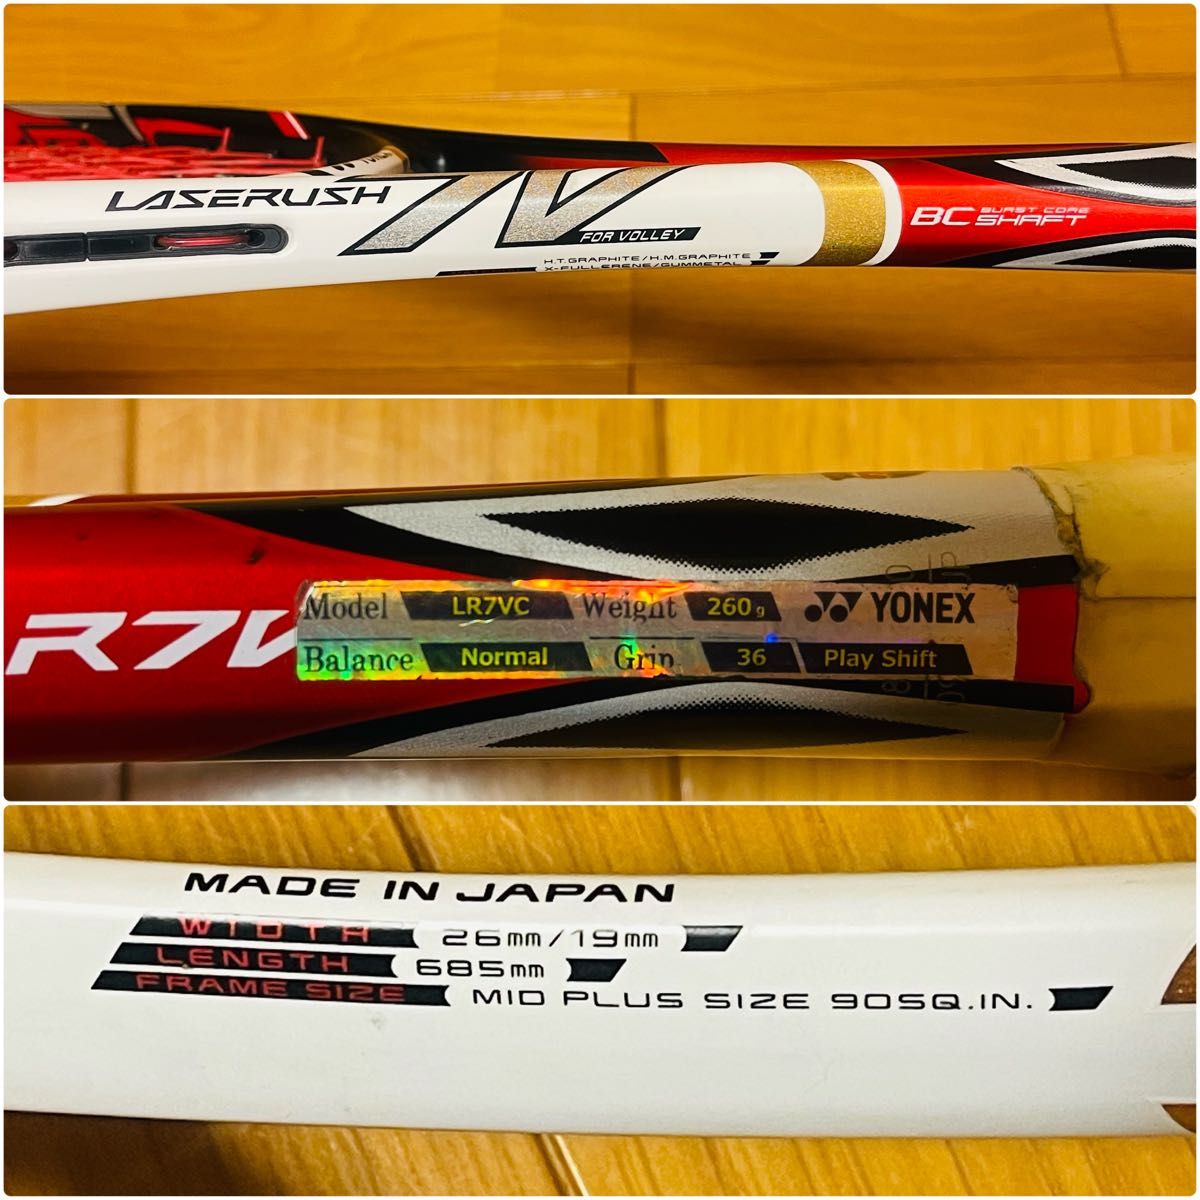 LASERUSH 7V
FOR VOLLEY
H.T.GRAPHITE/H.M.GRAPHITE
X-FULLERENE/GUMMETAL
BC BURST CORE
SHAFT
R7V
Model LR7VC Weight 260g YONEX
Balance Normal Grip 36 Play Shift
MADE IN JAPAN
WIDTH 26mm/19mm
LENGTH 685mm
FRAME SIZE MID PLUS SIZE 90SQ.IN.